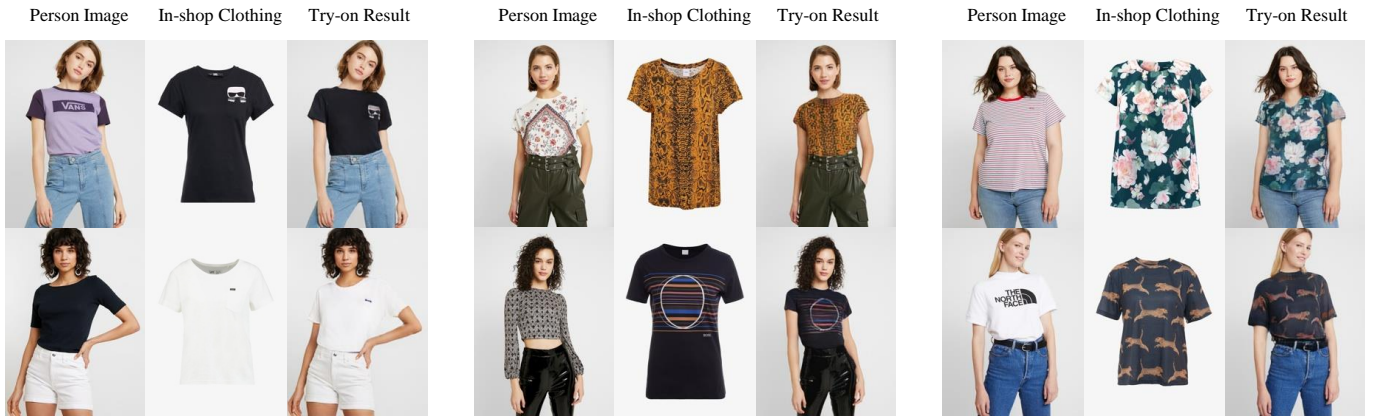 Person Image In-shop Clothing Try-on Result Person Image In-shop Clothing Try-on Result Person Image In-shop Clothing Try-on Result
VANS
THE
NORTH
FACE